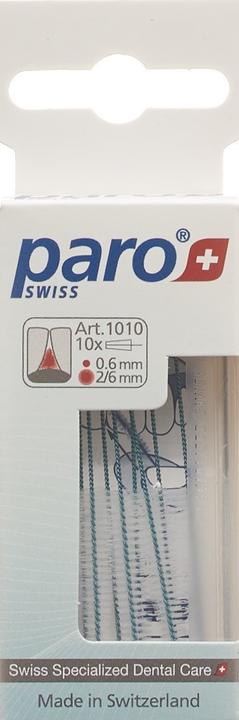 paro®
SWISS
Art.1010
10x
0.6 mm
2/6 mm
Swiss Specialized Dental Care
Made in Switzerland